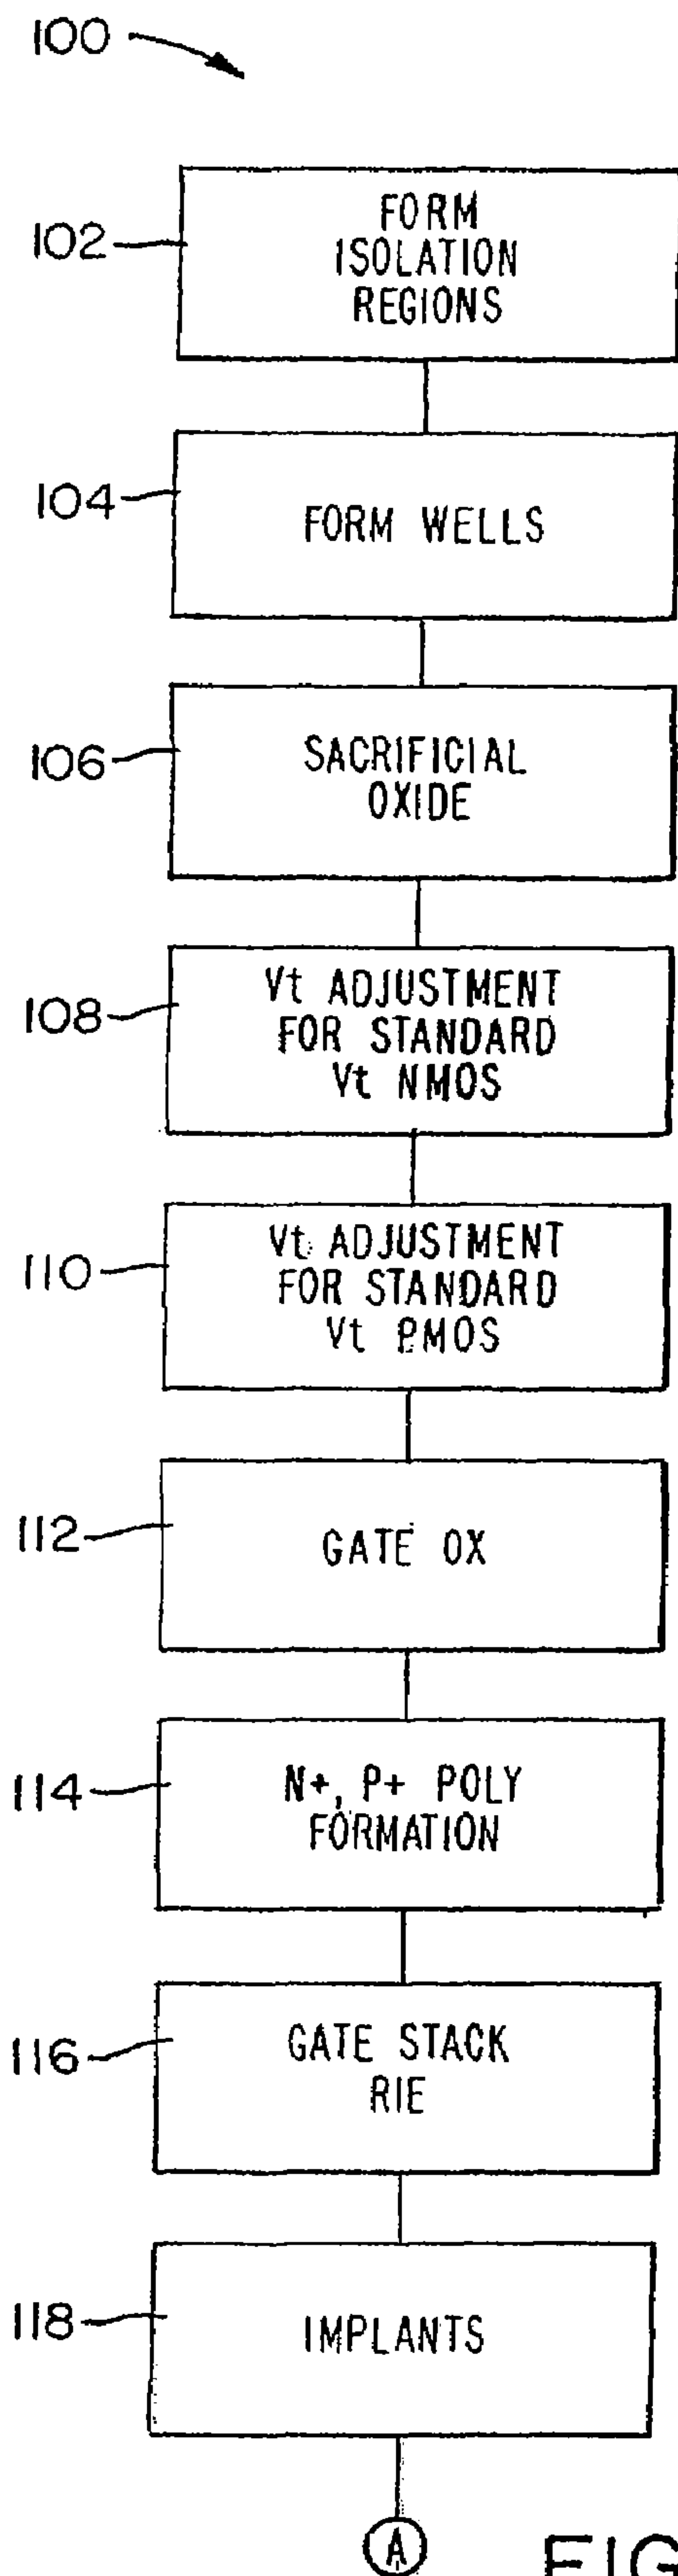 100
102
FORM
ISOLATION
REGIONS
104
FORM WELLS
106
SACRIFICIAL
OXIDE
108
Vt ADJUSTMENT
FOR STANDARD
Vt NMOS
110
Vt ADJUSTMENT
FOR STANDARD
Vt PMOS
112
GATE OX
114
N+, P+ POLY
FORMATION
116
GATE STACK
RIE
118
IMPLANTS
A
FIG